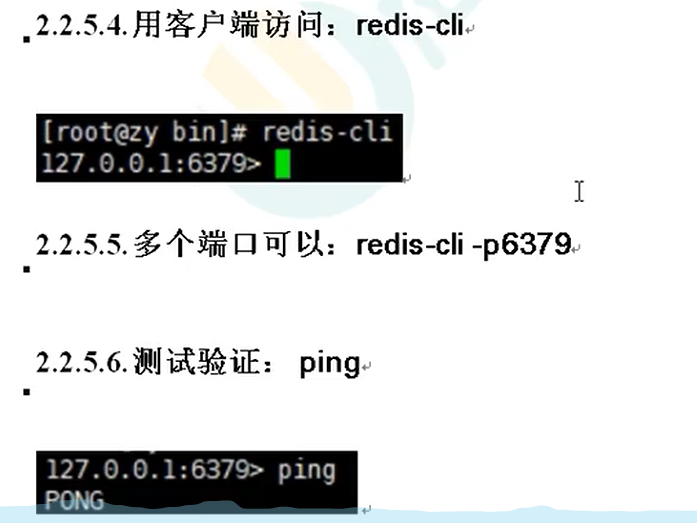 2.2.5.4.用客户端访问：redis-cli
[root@zy bin]# redis-cli
127.0.0.1:6379>
2.2.5.5.多个端口可以：redis-cli -p6379
2.2.5.6.测试验证： ping
127.0.0.1:6379> ping
PONG